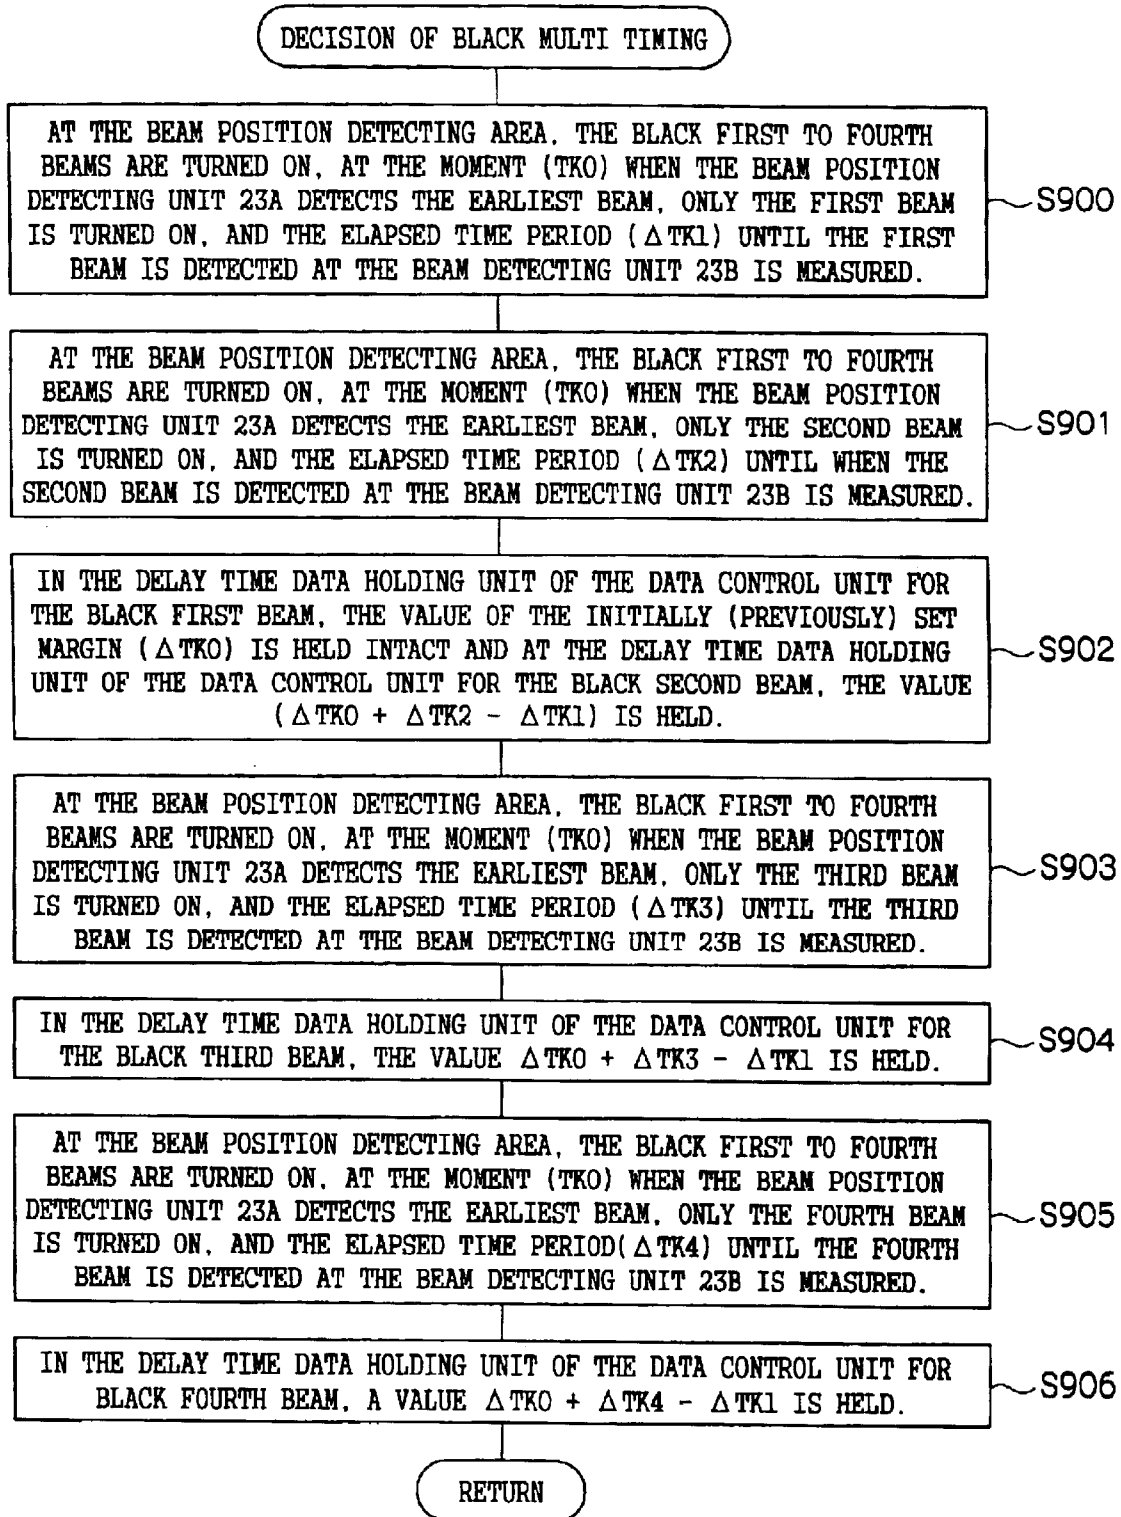 DECISION OF BLACK MULTI TIMING
AT THE BEAM POSITION DETECTING AREA, THE BLACK FIRST TO FOURTH
BEAMS ARE TURNED ON, AT THE MOMENT (TKO) WHEN THE BEAM POSITION
DETECTING UNIT 23A DETECTS THE EARLIEST BEAM, ONLY THE FIRST BEAM
IS TURNED ON, AND THE ELAPSED TIME PERIOD (ΔTK1) UNTIL THE FIRST
BEAM IS DETECTED AT THE BEAM DETECTING UNIT 23B IS MEASURED.
S900
AT THE BEAM POSITION DETECTING AREA, THE BLACK FIRST TO FOURTH
BEAMS ARE TURNED ON, AT THE MOMENT (TKO) WHEN THE BEAM POSITION
DETECTING UNIT 23A DETECTS THE EARLIEST BEAM, ONLY THE SECOND BEAM
IS TURNED ON, AND THE ELAPSED TIME PERIOD (ΔTK2) UNTIL WHEN THE
SECOND BEAM IS DETECTED AT THE BEAM DETECTING UNIT 23B IS MEASURED.
S901
IN THE DELAY TIME DATA HOLDING UNIT OF THE DATA CONTROL UNIT FOR
THE BLACK FIRST BEAM, THE VALUE OF THE INITIALLY (PREVIOUSLY) SET
MARGIN (ΔTKO) IS HELD INTACT AND AT THE DELAY TIME DATA HOLDING
UNIT OF THE DATA CONTROL UNIT FOR THE BLACK SECOND BEAM, THE VALUE
(ΔTKO + ΔTK2 - ΔTK1) IS HELD.
S902
AT THE BEAM POSITION DETECTING AREA, THE BLACK FIRST TO FOURTH
BEAMS ARE TURNED ON, AT THE MOMENT (TKO) WHEN THE BEAM POSITION
DETECTING UNIT 23A DETECTS THE EARLIEST BEAM, ONLY THE THIRD BEAM
IS TURNED ON, AND THE ELAPSED TIME PERIOD (ΔTK3) UNTIL THE THIRD
BEAM IS DETECTED AT THE BEAM DETECTING UNIT 23B IS MEASURED.
S903
IN THE DELAY TIME DATA HOLDING UNIT OF THE DATA CONTROL UNIT FOR
THE BLACK THIRD BEAM, THE VALUE ΔTKO + ΔTK3 - ΔTK1 IS HELD.
S904
AT THE BEAM POSITION DETECTING AREA, THE BLACK FIRST TO FOURTH
BEAMS ARE TURNED ON, AT THE MOMENT (TKO) WHEN THE BEAM POSITION
DETECTING UNIT 23A DETECTS THE EARLIEST BEAM, ONLY THE FOURTH BEAM
IS TURNED ON, AND THE ELAPSED TIME PERIOD(ΔTK4) UNTIL THE FOURTH
BEAM IS DETECTED AT THE BEAM DETECTING UNIT 23B IS MEASURED.
S905
IN THE DELAY TIME DATA HOLDING UNIT OF THE DATA CONTROL UNIT FOR
BLACK FOURTH BEAM, A VALUE ΔTKO + ΔTK4 - ΔTK1 IS HELD.
S906
RETURN